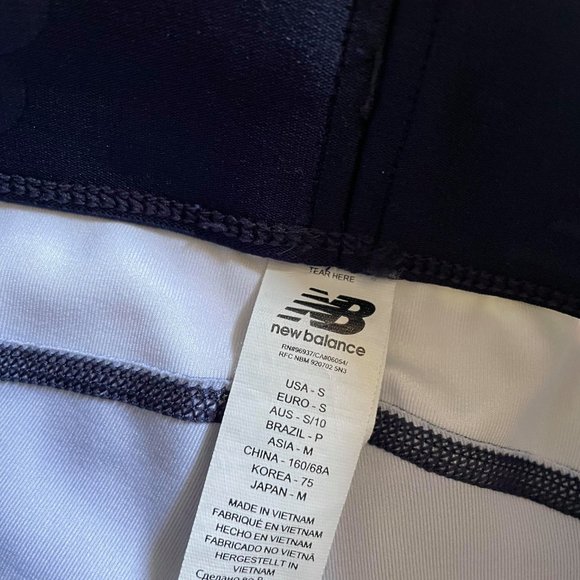 TEAR HERE
NB
new balance
RN#96937/CA#06054/
RFC NBM 920702 5N3
USA - S
EURO - S
AUS - S/10
BRAZIL - P
ASIA - M
CHINA - 160/68A
KOREA - 75
JAPAN - M
MADE IN VIETNAM
FABRIQUÉ EN VIETNAM
HECHO EN VIETNAM
FABRICADO NO VIETNÃ
HERGESTELLT IN
VIETNAM
Сделано во В